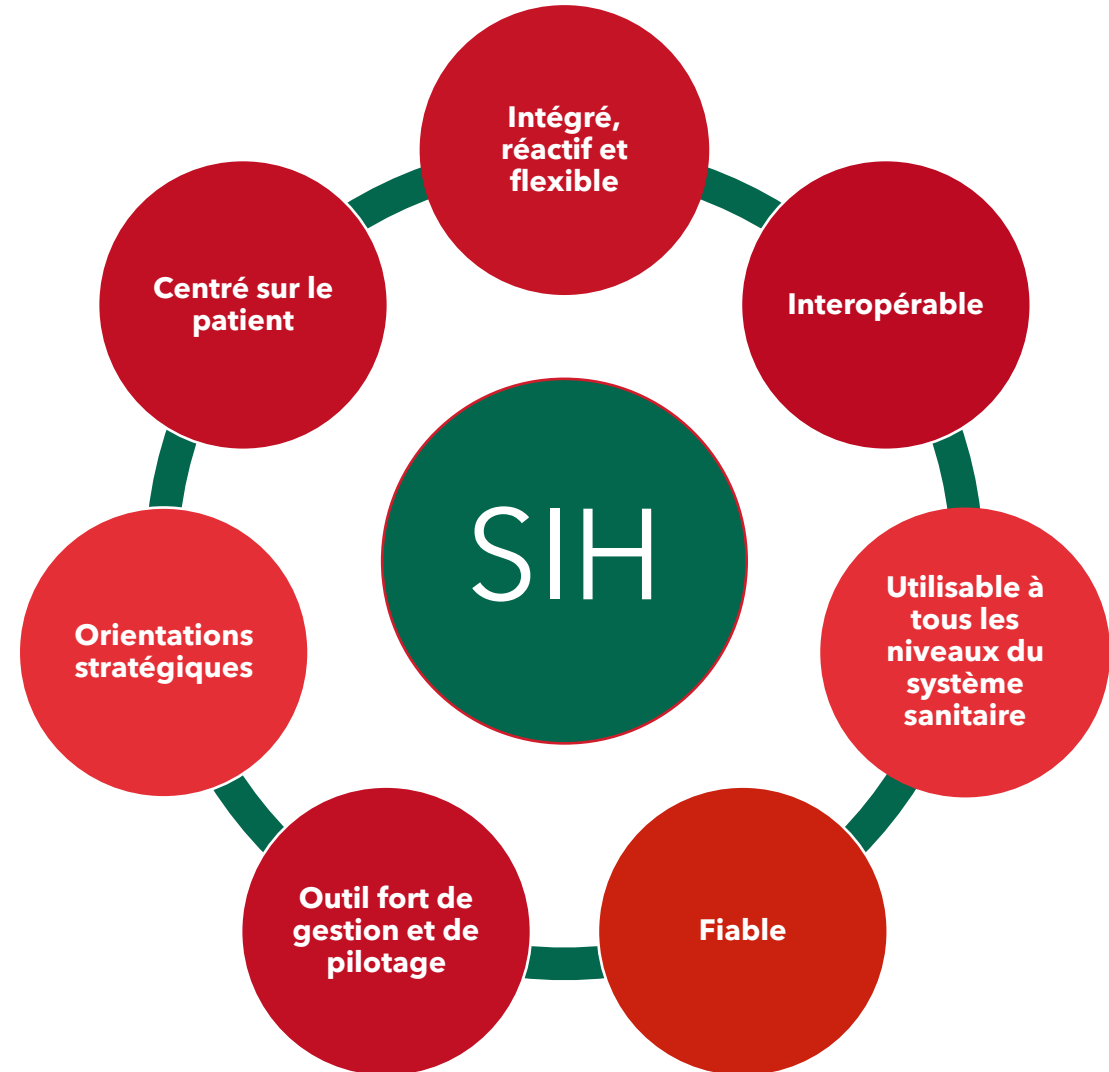 Intégré,
réactif et
flexible
Centré sur le
patient
Interopérable
SIH
Utilisable à
tous les
niveaux du
système
sanitaire
Orientations
stratégiques
Outil fort de
gestion et de
pilotage
Fiable